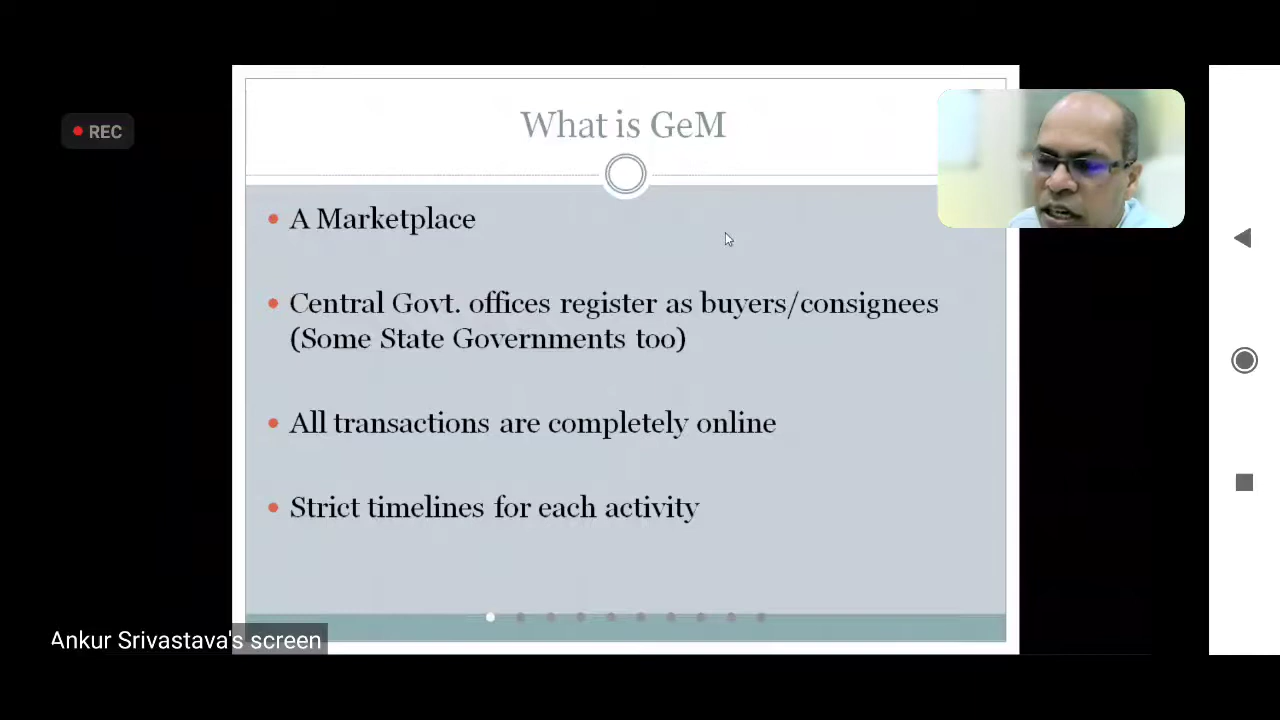 REC
What is GeM
A Marketplace
Central Govt. offices register as buyers/consignees
(Some State Governments too)
All transactions are completely online
Strict timelines for each activity
Ankur Srivastava's screen